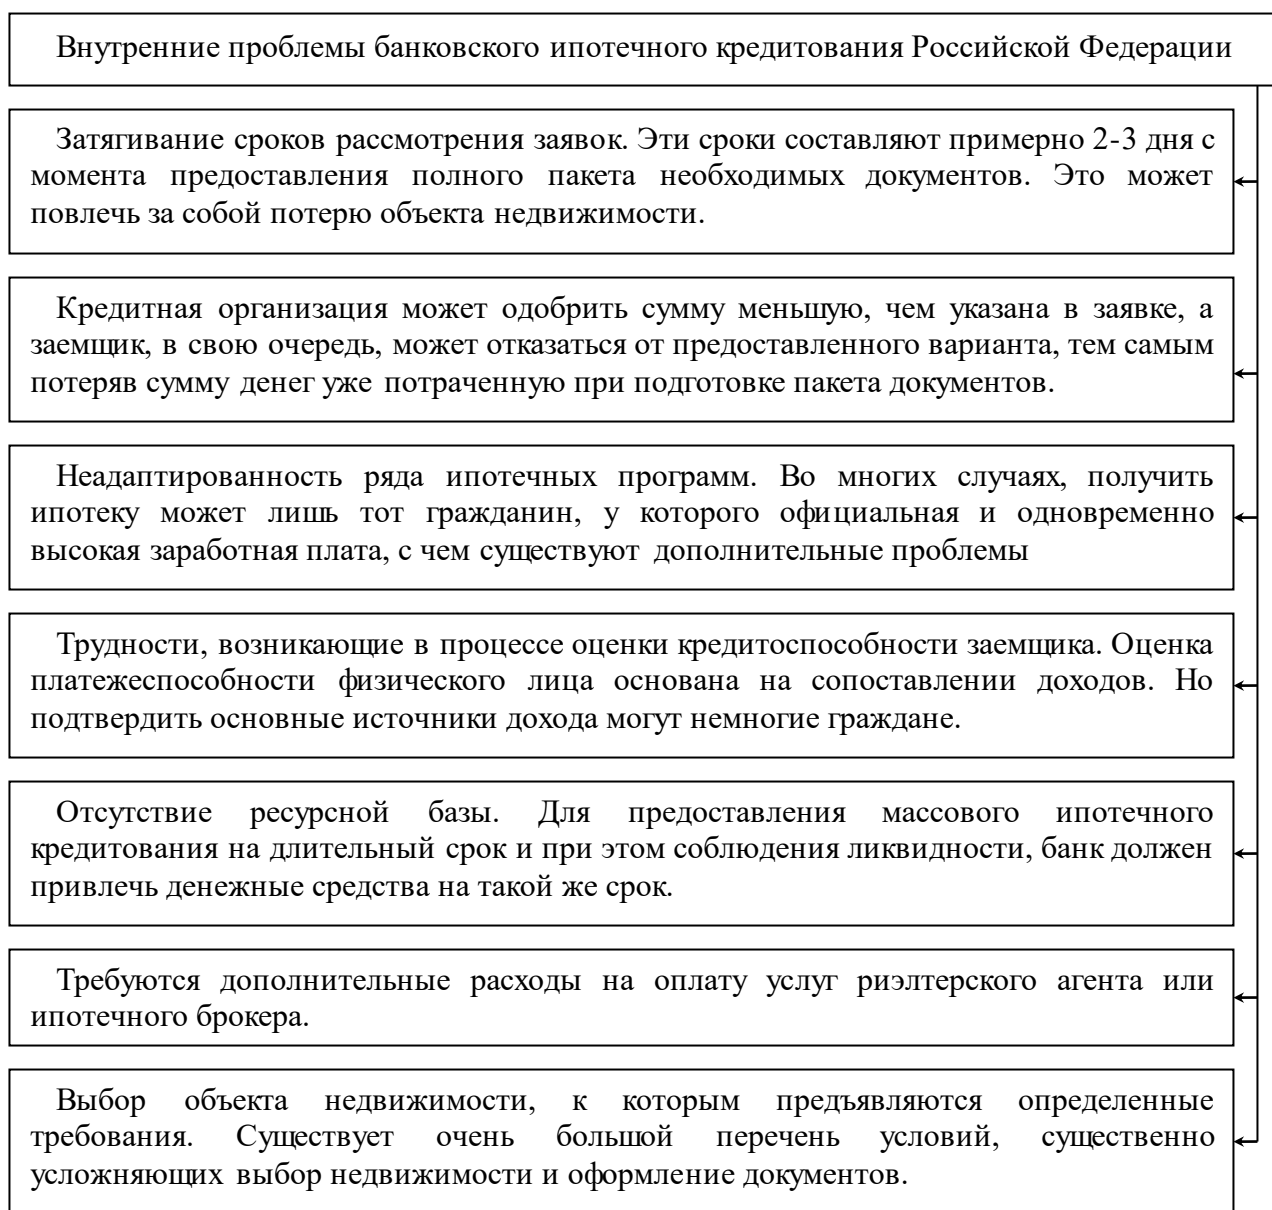 Внутренние проблемы банковского ипотечного кредитования Российской Федерации
Затягивание сроков рассмотрения заявок. Эти сроки составляют примерно 2-3 дня с
момента предоставления полного пакета необходимых документов. Это может
повлечь за собой потерю объекта недвижимости.
Кредитная организация может одобрить сумму меньшую, чем указана в заявке, а
заемщик, в свою очередь, может отказаться от предоставленного варианта, тем самым
потеряв сумму денег уже потраченную при подготовке пакета документов.
Неадаптированность ряда ипотечных программ. Во многих случаях, получить
ипотеку может лишь тот гражданин, у которого официальная и одновременно
высокая заработная плата, с чем существуют дополнительные проблемы
Трудности, возникающие в процессе оценки кредитоспособности заемщика. Оценка
платежеспособности физического лица основана на сопоставлении доходов. Но
подтвердить основные источники дохода могут немногие граждане.
Отсутствие ресурсной базы. Для предоставления массового ипотечного
кредитования на длительный срок и при этом соблюдения ликвидности, банк должен
привлечь денежные средства на такой же срок.
Требуются дополнительные расходы на оплату услуг риэлтерского агента или
ипотечного брокера.
Выбор объекта недвижимости, к которым предъявляются определенные
требования. Существует очень большой перечень условий, существенно
усложняющих выбор недвижимости и оформление документов.